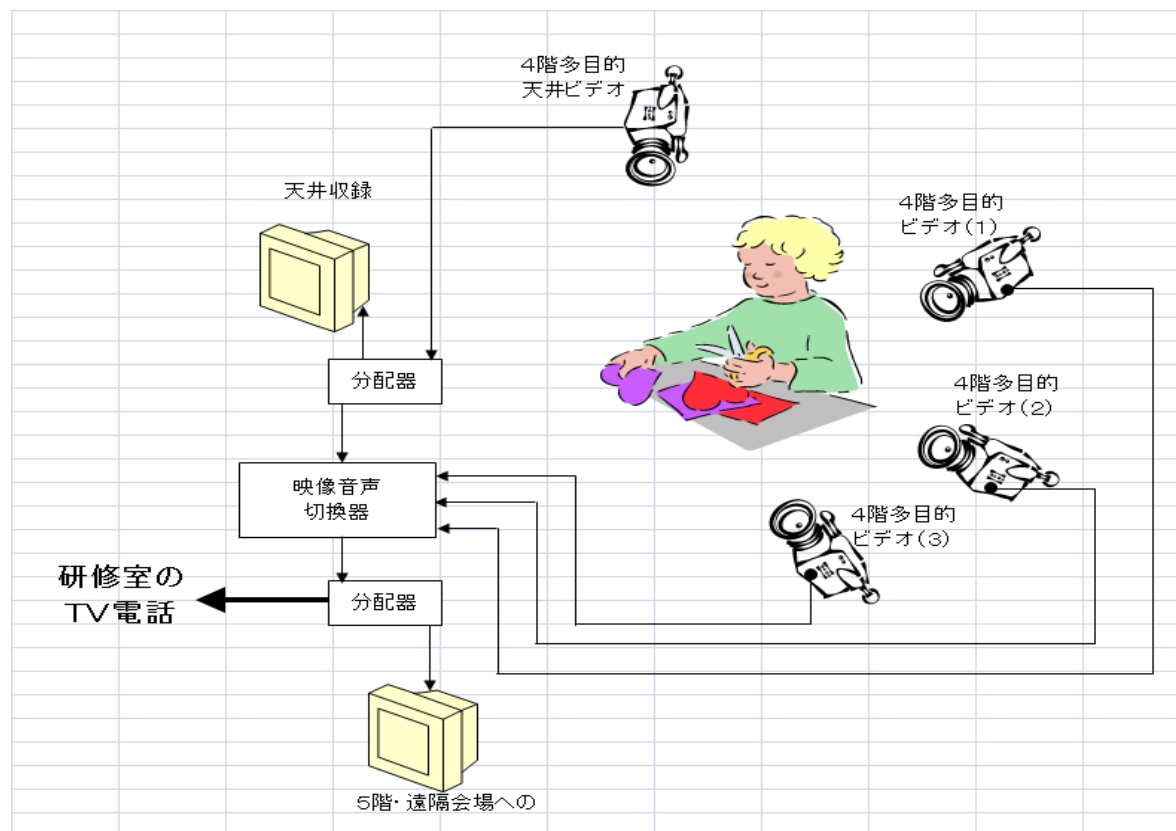 4階多目的
天井ビデオ
天井収録
4階多目的
ビデオ(1)
分配器
4階多目的
ビデオ(2)
映像音声
切換器
4階多目的
ビデオ(3)
研修室の
TV電話
分配器
5階・遠隔会場への